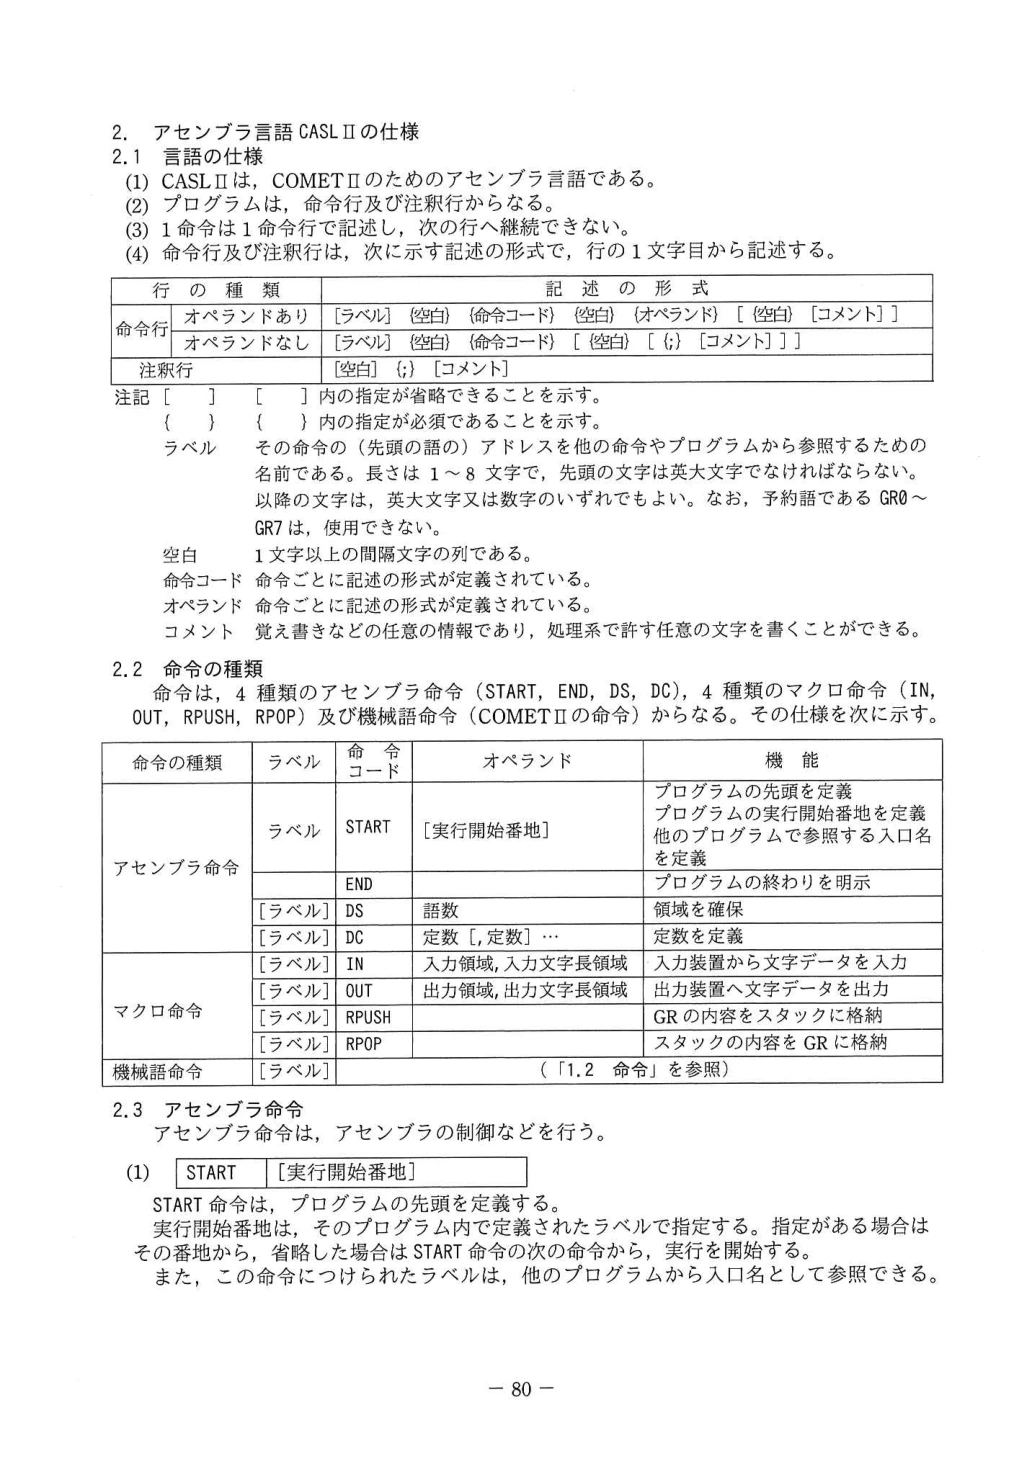 2. アセンブラ言語 CASLⅡの仕様
2.1 言語の仕様
(1) CASLⅡは，COMETⅡのためのアセンブラ言語である。
(2) プログラムは，命令行及び注釈行からなる。
(3) 1命令は1命令行で記述し，次の行へ継続できない。
(4) 命令行及び注釈行は，次に示す記述の形式で，行の1文字目から記述する。
行の種類 記述の形式
命令行 オペランドあり [ラベル] {空白} {命令コード} {空白} {オペランド} [ {空白} [コメント] ]
オペランドなし [ラベル] {空白} {命令コード} [ {空白} [ {;} [コメント] ] ]
注釈行 [空白] {;} [コメント]
注記 [ ] [ ] 内の指定が省略できることを示す。
{ } { } 内の指定が必須であることを示す。
ラベル その命令の（先頭の語の）アドレスを他の命令やプログラムから参照するための
名前である。長さは 1～8 文字で，先頭の文字は英大文字でなければならない。
以降の文字は，英大文字又は数字のいずれでもよい。なお，予約語である GR0～
GR7 は，使用できない。
空白 1文字以上の間隔文字の列である。
命令コード 命令ごとに記述の形式が定義されている。
オペランド 命令ごとに記述の形式が定義されている。
コメント 覚え書きなどの任意の情報であり，処理系で許す任意の文字を書くことができる。
2.2 命令の種類
命令は，4 種類のアセンブラ命令（START，END，DS，DC），4 種類のマクロ命令（IN，
OUT，RPUSH，RPOP）及び機械語命令（COMETⅡの命令）からなる。その仕様を次に示す。
命令の種類 ラベル 命令コード オペランド 機能
アセンブラ命令 ラベル START [実行開始番地] プログラムの先頭を定義
プログラムの実行開始番地を定義
他のプログラムで参照する入口名
を定義
END プログラムの終わりを明示
[ラベル] DS 語数 領域を確保
[ラベル] DC 定数 [,定数] … 定数を定義
マクロ命令 [ラベル] IN 入力領域,入力文字長領域 入力装置から文字データを入力
[ラベル] OUT 出力領域,出力文字長領域 出力装置へ文字データを出力
[ラベル] RPUSH GR の内容をスタックに格納
[ラベル] RPOP スタックの内容を GR に格納
機械語命令 [ラベル] (「1.2 命令」を参照)
2.3 アセンブラ命令
アセンブラ命令は，アセンブラの制御などを行う。
(1) START [実行開始番地]
START 命令は，プログラムの先頭を定義する。
実行開始番地は，そのプログラム内で定義されたラベルで指定する。指定がある場合は
その番地から，省略した場合は START 命令の次の命令から，実行を開始する。
また，この命令につけられたラベルは，他のプログラムから入口名として参照できる。
－ 80 －